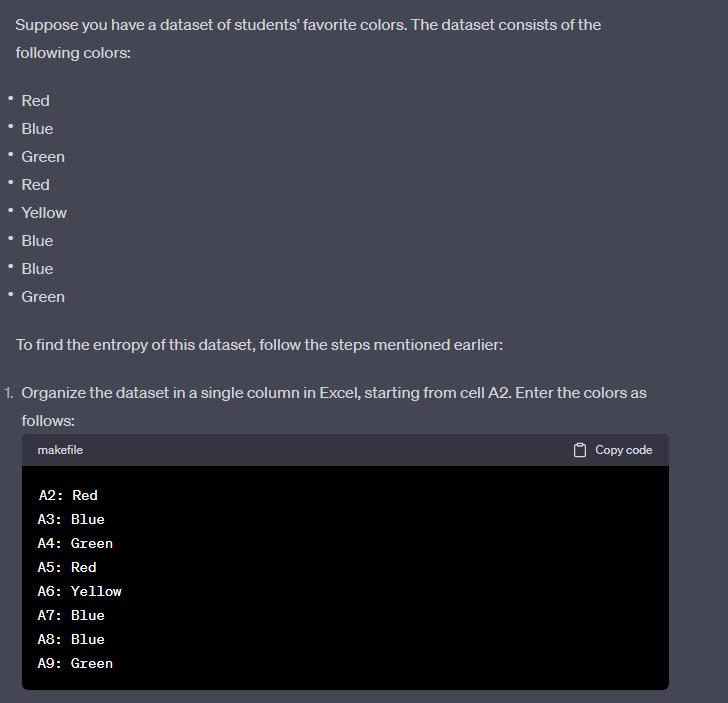 Suppose you have a dataset of students' favorite colors. The dataset consists of the
following colors:
• Red
• Blue
• Green
• Red
• Yellow
• Blue
• Blue
• Green
To find the entropy of this dataset, follow the steps mentioned earlier:
1. Organize the dataset in a single column in Excel, starting from cell A2. Enter the colors as
follows:
makefile Copy code
A2: Red
A3: Blue
A4: Green
A5: Red
A6: Yellow
A7: Blue
A8: Blue
A9: Green